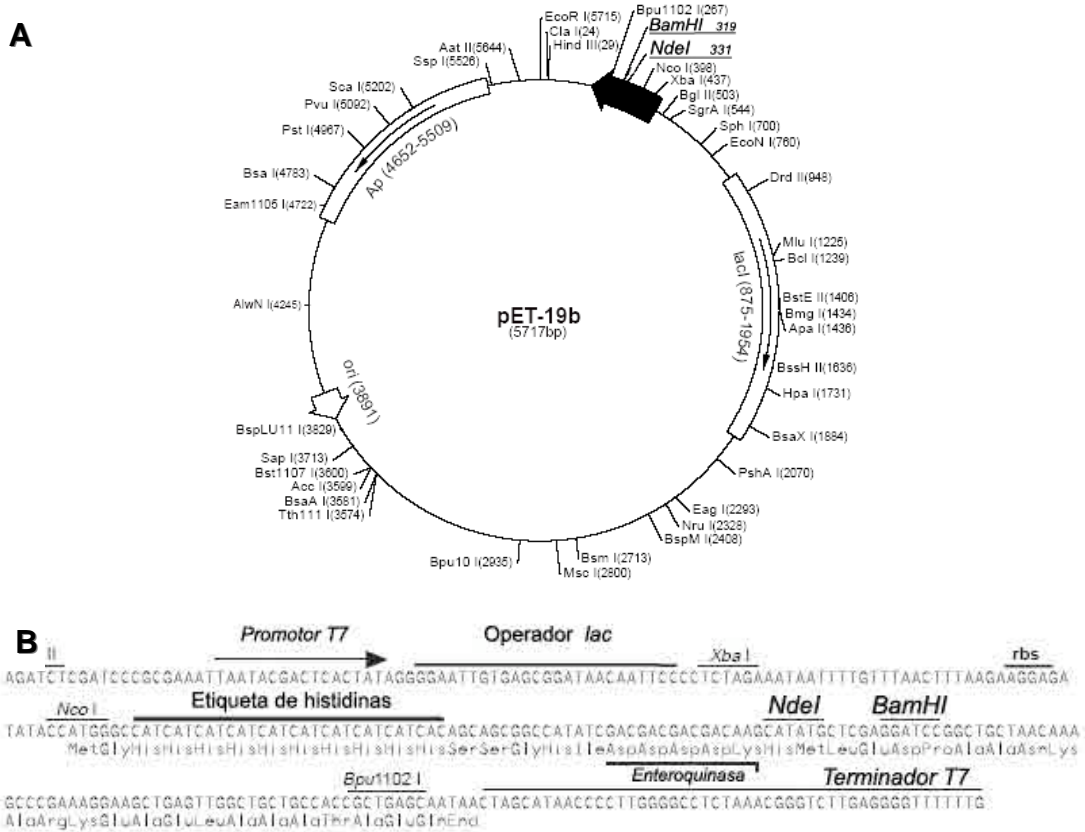 A
EcoR I(5715)
Cla I(24)
Hind III(29)
Bpu1102 I(267)
BamHI 319
NdeI 331
Nco I(398)
Xba I(437)
Bgl II(503)
SgrA I(544)
Sph I(700)
EcoN I(760)
Drd II(948)
Mlu I(1225)
Bcl I(1239)
BstE II(1406)
Bmg I(1434)
Apa I(1436)
BssH II(1636)
Hpa I(1731)
BsaX I(1884)
PshA I(2070)
Eag I(2293)
Nru I(2328)
BspM I(2408)
Bsm I(2713)
Msc I(2800)
Bpu10 I(2935)
Tth111 I(3574)
BsaA I(3581)
Acc I(3599)
Bst1107 I(3600)
Sap I(3713)
BspLU11 I(3829)
AlwN I(4245)
Eam1105 I(4722)
Bsa I(4783)
Pst I(4967)
Pvu I(5092)
Sca I(5202)
Ssp I(5526)
Aat II(5644)
Ap (4652-5509)
lacI (875-1954)
ori (3891)
pET-19b
(5717bp)
B
II
Promotor T7
Operador lac
Xba I
rbs
AGATCTCGATCCCGCGAAATTAATACGACTCACTATAGGGGAATTGTGAGCGGATAACAATTCCCCTCTAGAAATAATTTTGTTTAACTTTAAGAAGGAGA
Nco I
Etiqueta de histidinas
NdeI
BamHI
TATACCATGGGCCATCATCATCATCATCATCATCATCATCACAGCAGCGGCCATATCGACGACGACGACAAGCATATGCTCGAGGATCCGGCTGCTAACAAA
MetGlyHisHisHisHisHisHisHisHisHisHisSerSerGlyHisIleAspAspAspAspLysHisMetLeuGluAspProAlaAlaAsnLys
Bpu1102 I
Enteroquinasa
Terminador T7
GCCCGAAAGGAAGCTGAGTTGGCTGCTGCCACCGCTGAGCAATAACTAGCATAACCCCTTGGGGCCTCTAAACGGGTCTTGAGGGGTTTTTTG
AlaArgLysGluAlaGluLeuAlaAlaAlaThrAlaGluGlnEnd